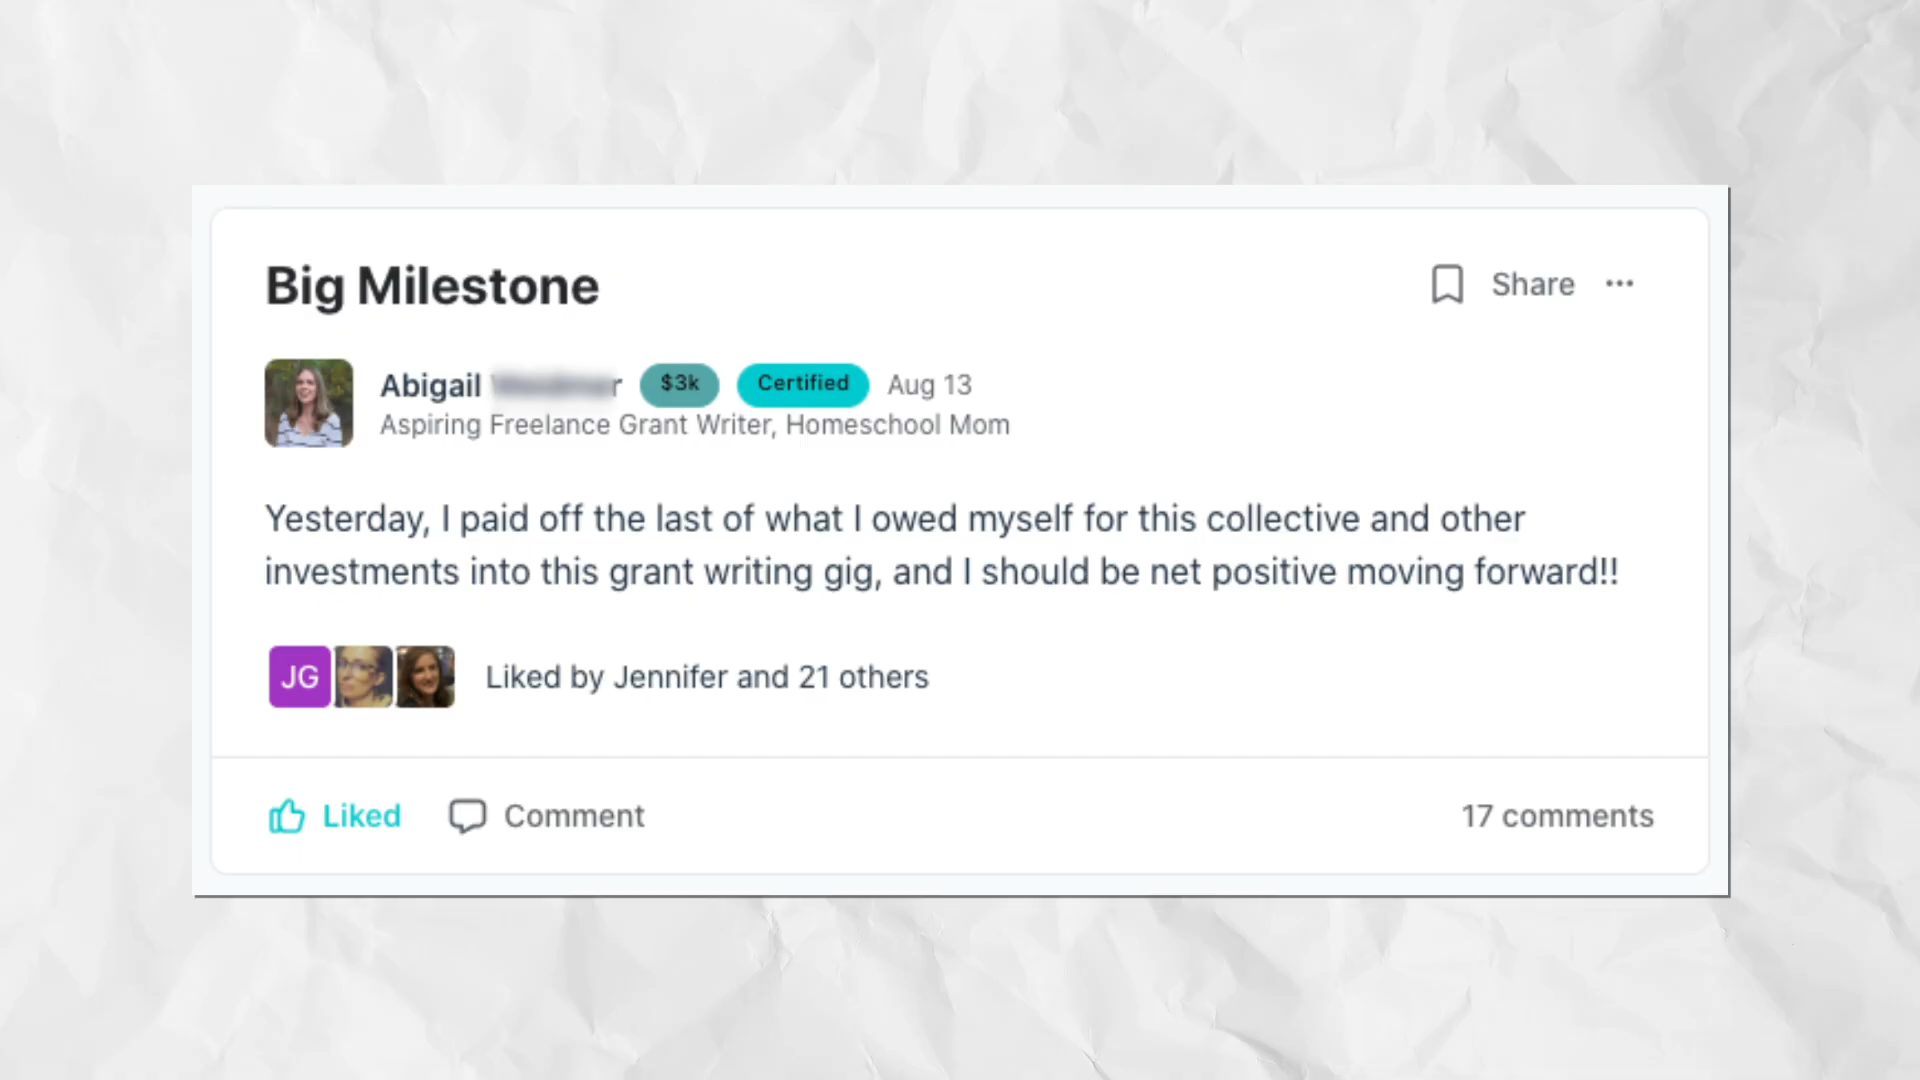 Big Milestone
Share
Abigail $3k Certified Aug 13
Aspiring Freelance Grant Writer, Homeschool Mom
Yesterday, I paid off the last of what I owed myself for this collective and other
investments into this grant writing gig, and I should be net positive moving forward!!
JG Liked by Jennifer and 21 others
Liked Comment 17 comments